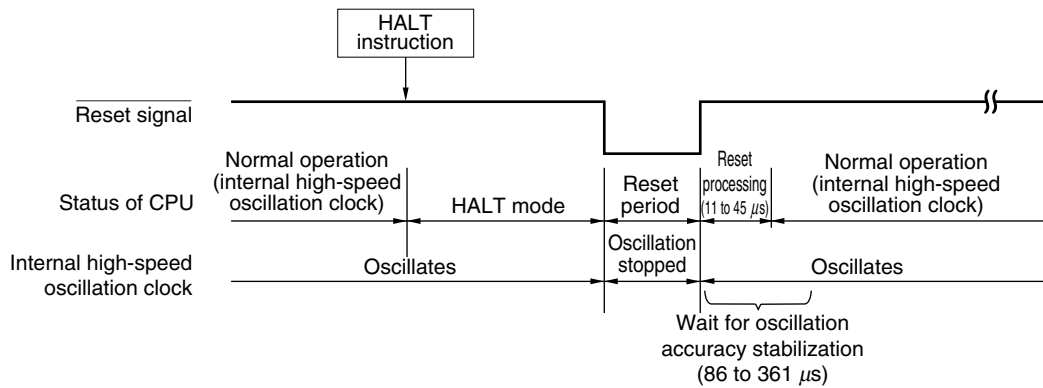 HALT
instruction
Reset signal
Status of CPU
Normal operation
(internal high-speed
oscillation clock)
HALT mode
Reset
period
Reset
processing
(11 to 45 μs)
Normal operation
(internal high-speed
oscillation clock)
Internal high-speed
oscillation clock
Oscillates
Oscillation
stopped
Oscillates
Wait for oscillation
accuracy stabilization
(86 to 361 μs)